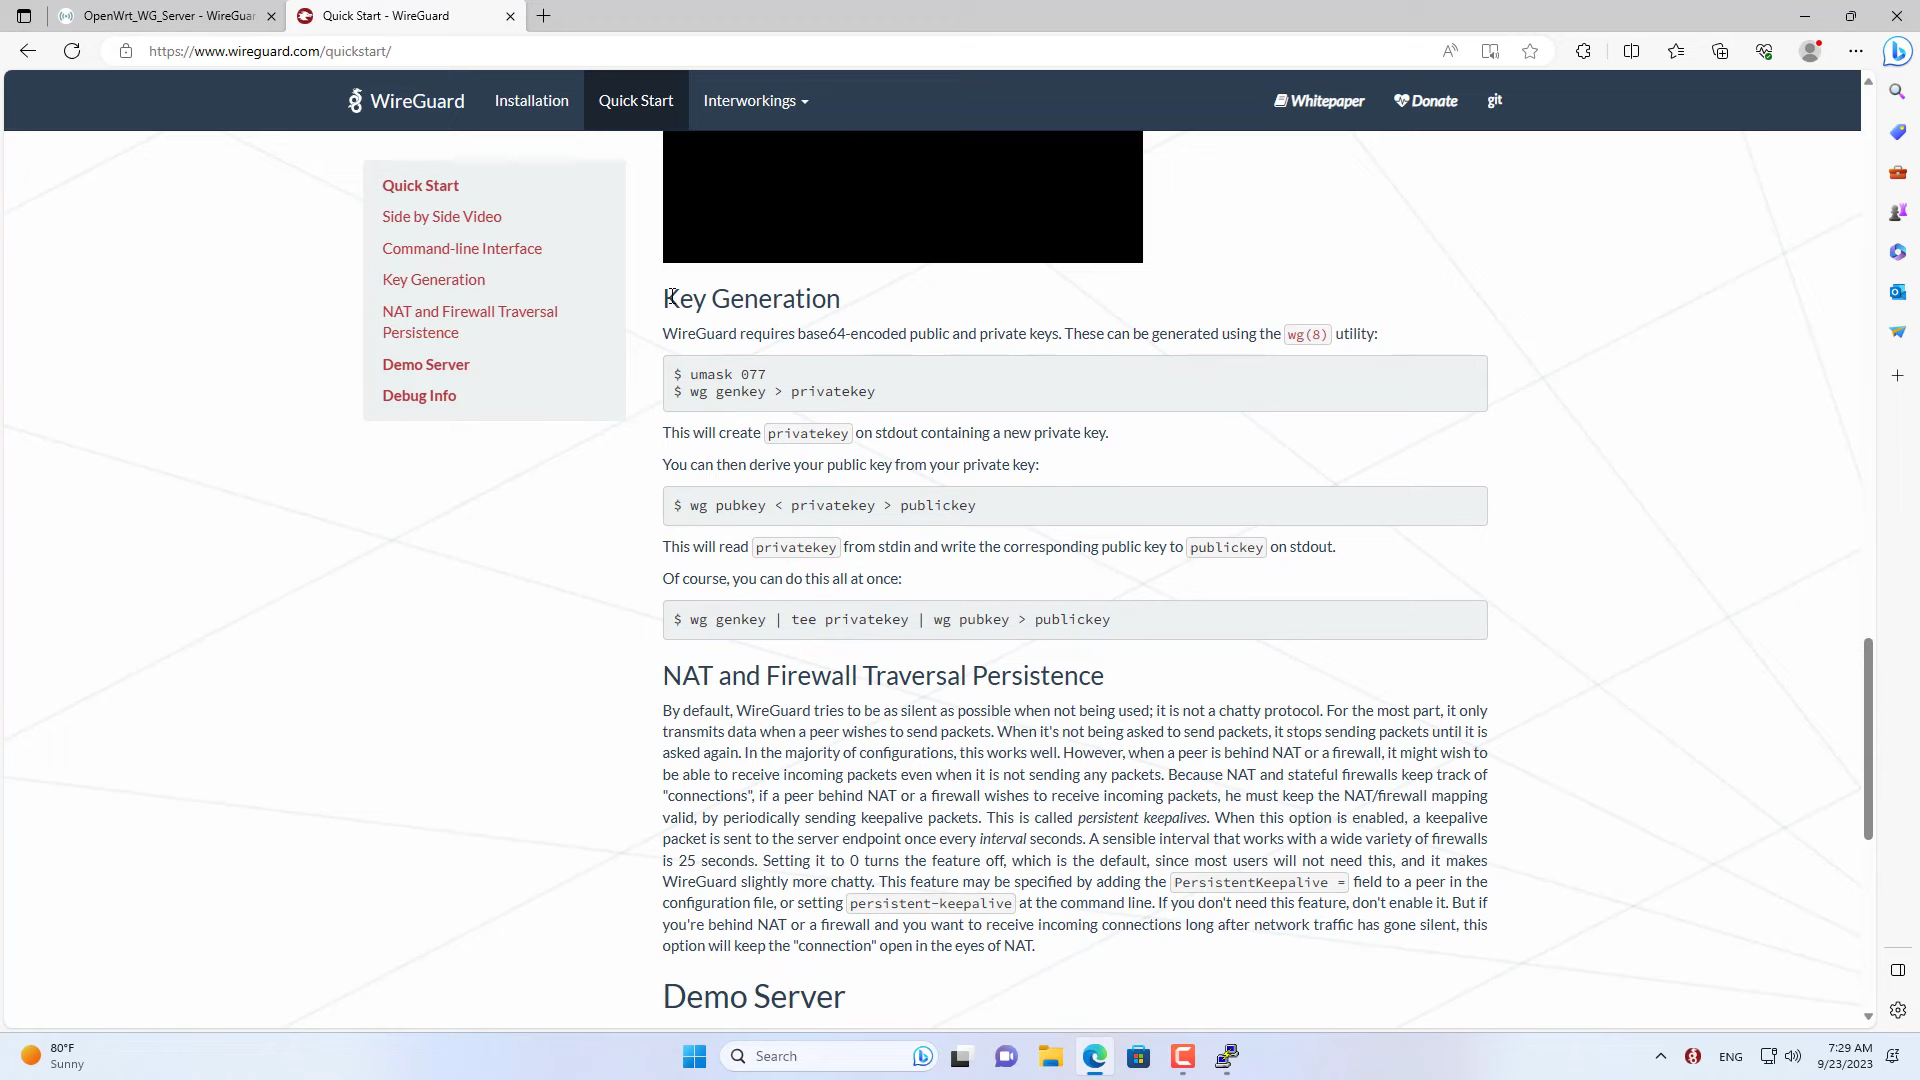 OpenWrt_WG_Server - WireGuar
Quick Start - WireGuard
https://www.wireguard.com/quickstart/
WireGuard
Installation
Quick Start
Interworkings
Whitepaper
Donate
git
Quick Start
Side by Side Video
Command-line Interface
Key Generation
NAT and Firewall Traversal
Persistence
Demo Server
Debug Info
Key Generation
WireGuard requires base64-encoded public and private keys. These can be generated using the wg(8) utility:
$ umask 077
$ wg genkey > privatekey
This will create privatekey on stdout containing a new private key.
You can then derive your public key from your private key:
$ wg pubkey < privatekey > publickey
This will read privatekey from stdin and write the corresponding public key to publickey on stdout.
Of course, you can do this all at once:
$ wg genkey | tee privatekey | wg pubkey > publickey
NAT and Firewall Traversal Persistence
By default, WireGuard tries to be as silent as possible when not being used; it is not a chatty protocol. For the most part, it only
transmits data when a peer wishes to send packets. When it's not being asked to send packets, it stops sending packets until it is
asked again. In the majority of configurations, this works well. However, when a peer is behind NAT or a firewall, it might wish to
be able to receive incoming packets even when it is not sending any packets. Because NAT and stateful firewalls keep track of
"connections", if a peer behind NAT or a firewall wishes to receive incoming packets, he must keep the NAT/firewall mapping
valid, by periodically sending keepalive packets. This is called persistent keepalives. When this option is enabled, a keepalive
packet is sent to the server endpoint once every interval seconds. A sensible interval that works with a wide variety of firewalls
is 25 seconds. Setting it to 0 turns the feature off, which is the default, since most users will not need this, and it makes
WireGuard slightly more chatty. This feature may be specified by adding the PersistentKeepalive = field to a peer in the
configuration file, or setting persistent-keepalive at the command line. If you don't need this feature, don't enable it. But if
you're behind NAT or a firewall and you want to receive incoming connections long after network traffic has gone silent, this
option will keep the "connection" open in the eyes of NAT.
Demo Server
80°F
Sunny
Search
ENG
7:29 AM
9/23/2023